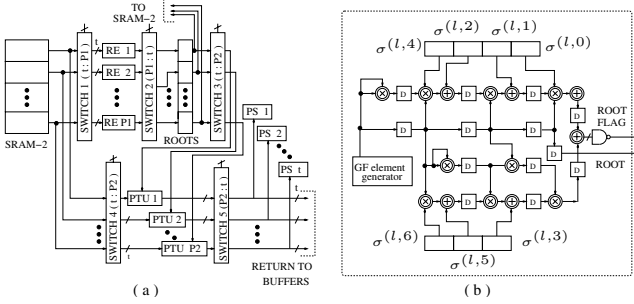 TO
SRAM-2
SWITCH 1 ( t : P1 )
t
RE 1
RE 2
RE P1
SWITCH 2 ( P1 : t )
ROOTS
SWITCH 3 ( t : P2 )
SRAM-2
PS 1
PS 2
PS t
SWITCH 4 ( t : P2 )
t
PTU 1
PTU 2
PTU P2
SWITCH 5 ( P2 : t )
t
RETURN TO
BUFFERS
( a )
σ(l,2)
σ(l,1)
σ(l,4)
σ(l,0)
D
D
D
D
D
ROOT
FLAG
D
D
D
D
ROOT
GF element
generator
D
D
D
D
D
σ(l,6)
σ(l,3)
σ(l,5)
( b )